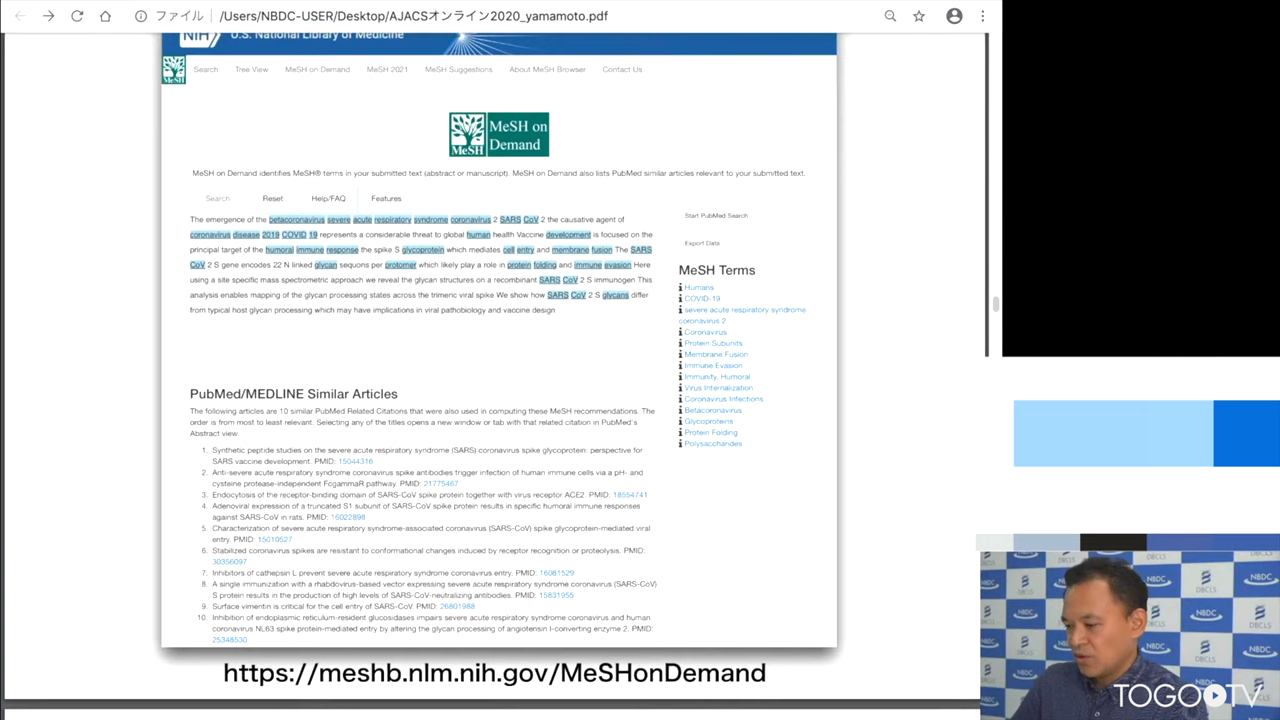 ファイル /Users/NBDC-USER/Desktop/AJACSオンライン2020_yamamoto.pdf
NIH U.S. National Library of Medicine
MeSH
Search Tree View MeSH on Demand MeSH 2021 MeSH Suggestions About MeSH Browser Contact Us
MeSH MeSH on Demand
MeSH on Demand identifies MeSH® terms in your submitted text (abstract or manuscript). MeSH on Demand also lists PubMed similar articles relevant to your submitted text.
Search Reset Help/FAQ Features
The emergence of the betacoronavirus severe acute respiratory syndrome coronavirus 2 SARS CoV 2 the causative agent of
coronavirus disease 2019 COVID 19 represents a considerable threat to global human health Vaccine development is focused on the
principal target of the humoral immune response the spike S glycoprotein which mediates cell entry and membrane fusion The SARS
CoV 2 S gene encodes 22 N linked glycan sequons per protomer which likely play a role in protein folding and immune evasion Here
using a site specific mass spectrometric approach we reveal the glycan structures on a recombinant SARS CoV 2 S immunogen This
analysis enables mapping of the glycan processing states across the trimeric viral spike We show how SARS CoV 2 S glycans differ
from typical host glycan processing which may have implications in viral pathobiology and vaccine design
Start PubMed Search
Export Data
MeSH Terms
Humans
COVID-19
severe acute respiratory syndrome
coronavirus 2
Coronavirus
Protein Subunits
Membrane Fusion
Immune Evasion
Immunity, Humoral
Virus Internalization
Coronavirus Infections
Betacoronavirus
Glycoproteins
Protein Folding
Polysaccharides
PubMed/MEDLINE Similar Articles
The following articles are 10 similar PubMed Related Citations that were also used in computing these MeSH recommendations. The
order is from most to least relevant. Selecting any of the titles opens a new window or tab with that related citation in PubMed's
Abstract view.
1. Synthetic peptide studies on the severe acute respiratory syndrome (SARS) coronavirus spike glycoprotein: perspective for
SARS vaccine development. PMID: 15044316
2. Anti-severe acute respiratory syndrome coronavirus spike antibodies trigger infection of human immune cells via a pH- and
cysteine protease-independent FcgammaR pathway. PMID: 21775467
3. Endocytosis of the receptor-binding domain of SARS-CoV spike protein together with virus receptor ACE2. PMID: 18554741
4. Adenoviral expression of a truncated S1 subunit of SARS-CoV spike protein results in specific humoral immune responses
against SARS-CoV in rats. PMID: 16022898
5. Characterization of severe acute respiratory syndrome-associated coronavirus (SARS-CoV) spike glycoprotein-mediated viral
entry. PMID: 15010527
6. Stabilized coronavirus spikes are resistant to conformational changes induced by receptor recognition or proteolysis. PMID:
30356097
7. Inhibitors of cathepsin L prevent severe acute respiratory syndrome coronavirus entry. PMID: 16081529
8. A single immunization with a rhabdovirus-based vector expressing severe acute respiratory syndrome coronavirus (SARS-CoV)
S protein results in the production of high levels of SARS-CoV-neutralizing antibodies. PMID: 15831955
9. Surface vimentin is critical for the cell entry of SARS-CoV. PMID: 26801988
10. Inhibition of endoplasmic reticulum-resident glucosidases impairs severe acute respiratory syndrome coronavirus and human
coronavirus NL63 spike protein-mediated entry by altering the glycan processing of angiotensin I-converting enzyme 2. PMID:
25348530
https://meshb.nlm.nih.gov/MeSHonDemand
DBCLS
DBCLS
NBDC
NBDC
NBDC
DBCLS
NBDC
TOGO TV